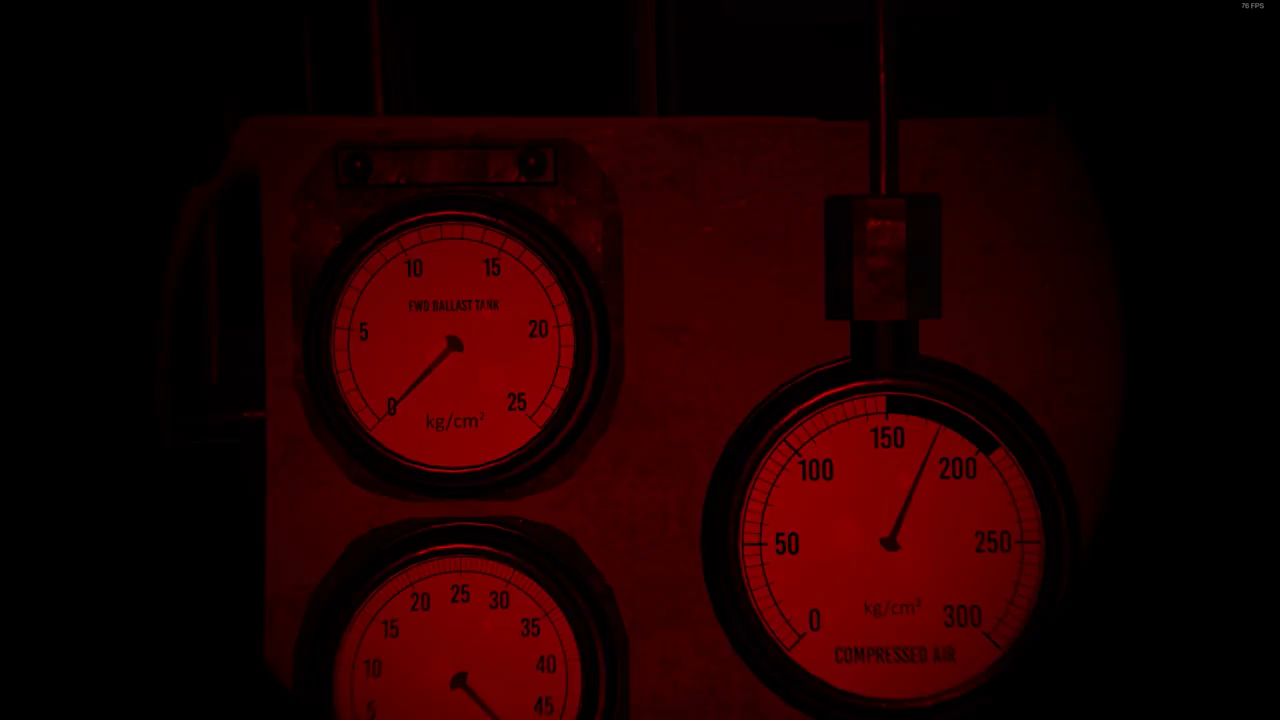 76 FPS
10 15
FWD BALLAST TANK
5 20
0 25
kg/cm²
150
100 200
50 250
kg/cm²
0 300
COMPRESSED AIR
20 25 30
15 35
10 40
5 45